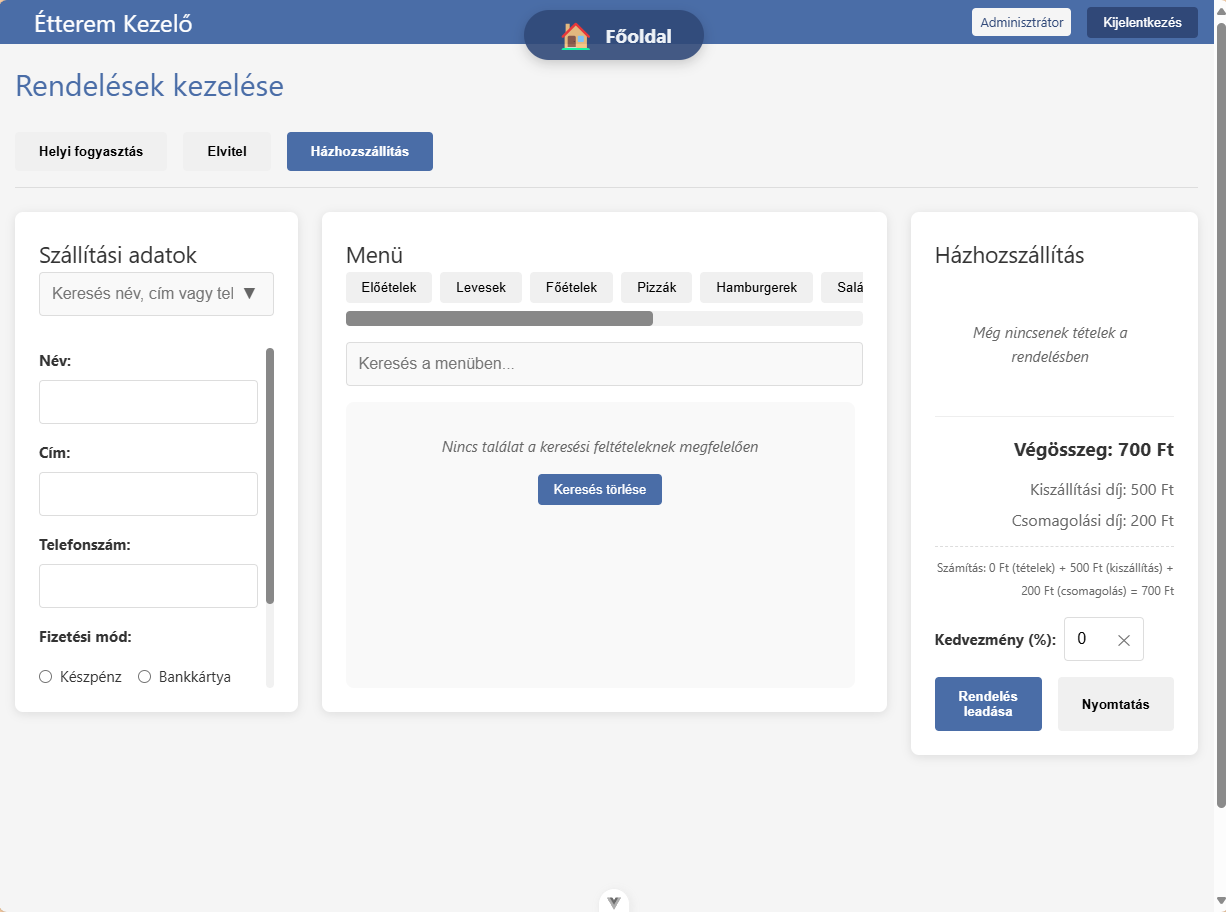 Étterem Kezelő
Főoldal
Adminisztrátor
Kijelentkezés
Rendelések kezelése
Helyi fogyasztás
Elvitel
Házhozszállítás
Szállítási adatok
Keresés név, cím vagy tel
Név:
Cím:
Telefonszám:
Fizetési mód:
Készpénz
Bankkártya
Menü
Előételek
Levesek
Főételek
Pizzák
Hamburgerek
Salá
Keresés a menüben...
Nincs találat a keresési feltételeknek megfelelően
Keresés törlése
Házhozszállítás
Még nincsenek tételek a
rendelésben
Végösszeg: 700 Ft
Kiszállítási díj: 500 Ft
Csomagolási díj: 200 Ft
Számítás: 0 Ft (tételek) + 500 Ft (kiszállítás) +
200 Ft (csomagolás) = 700 Ft
Kedvezmény (%): 0
Rendelés
leadása
Nyomtatás